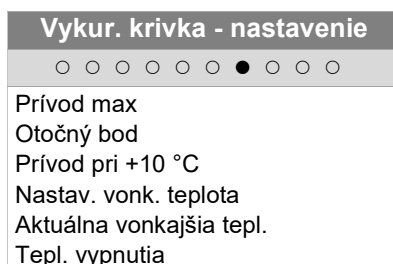 Vykur. krivka - nastavenie
Prívod max
Otočný bod
Prívod pri +10 °C
Nastav. vonk. teplota
Aktuálna vonkajšia tepl.
Tepl. vypnutia